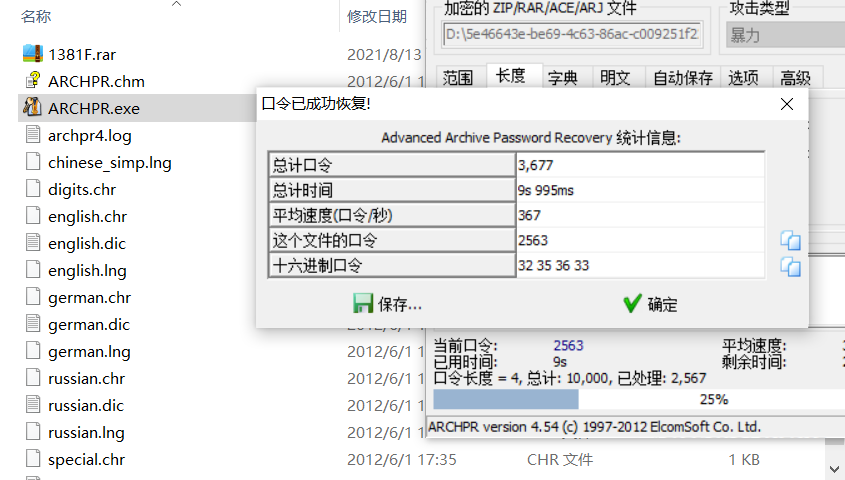 名称 修改日期
1381F.rar 2021/8/13
ARCHPR.chm 2012/6/1
ARCHPR.exe
archpr4.log
chinese_simp.lng
digits.chr
english.chr
english.dic
english.lng
german.chr
german.dic
german.lng 2012/6/1 1
russian.chr 2012/6/1 1
russian.dic 2012/6/1 1
russian.lng 2012/6/1 1
special.chr 2012/6/1 17:35 CHR 文件 1 KB
加密的 ZIP/RAR/ACE/ARJ 文件 攻击类型
D:\5e46643e-be69-4c63-86ac-c009251f2 暴力
范围 长度 字典 明文 自动保存 选项 高级
口令已成功恢复!
Advanced Archive Password Recovery 统计信息:
总计口令 3,677
总计时间 9s 995ms
平均速度(口令/秒) 367
这个文件的口令 2563
十六进制口令 32 35 36 33
保存... 确定
当前口令: 2563 平均速度:
已用时间: 9s 剩余时间:
口令长度 = 4, 总计: 10,000, 已处理: 2,567
25%
ARCHPR version 4.54 (c) 1997-2012 ElcomSoft Co. Ltd.